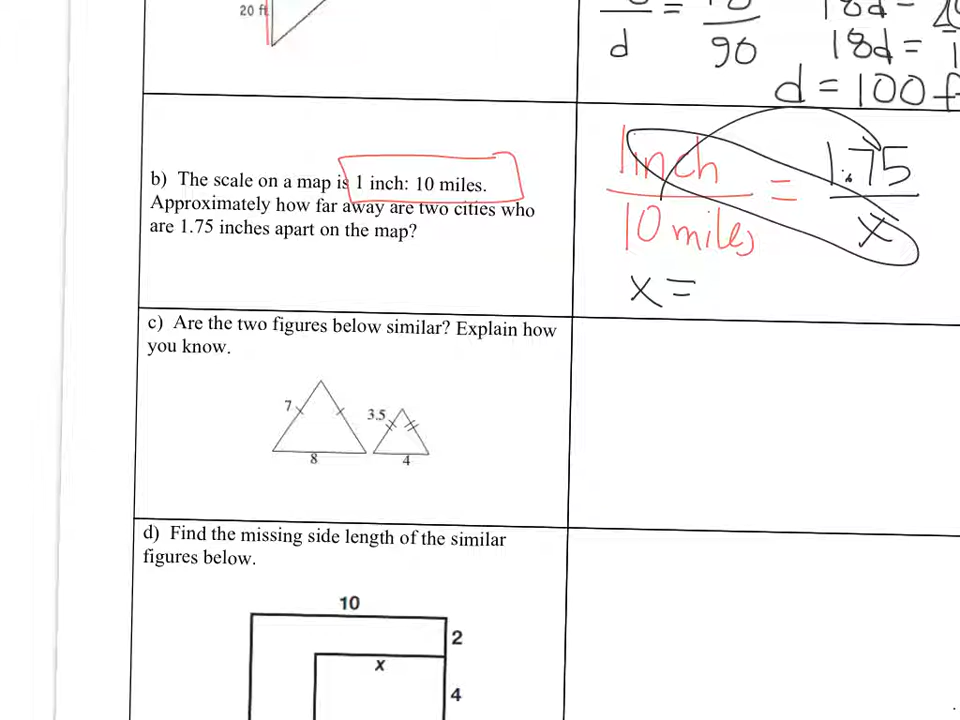 20 ft
d = 90
18d =
18d =
d = 100 f
b) The scale on a map is 1 inch: 10 miles.
Approximately how far away are two cities who
are 1.75 inches apart on the map?
1 inch = 1.75
10 miles x
x =
c) Are the two figures below similar? Explain how
you know.
7
3.5
8
4
d) Find the missing side length of the similar
figures below.
10
2
x
4